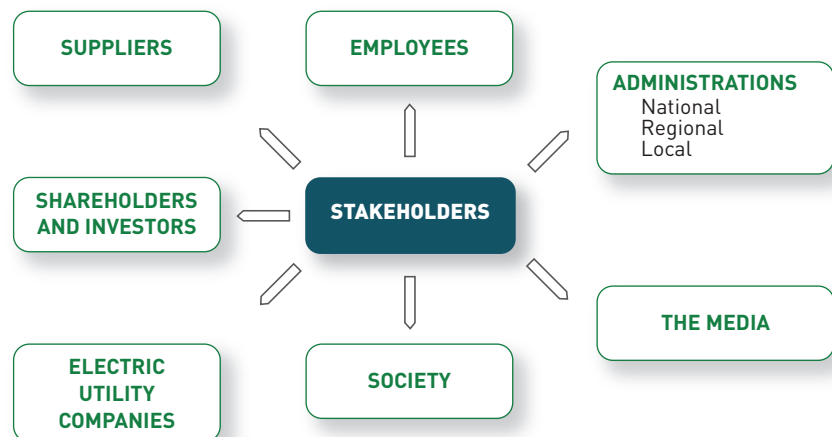 SUPPLIERS
EMPLOYEES
ADMINISTRATIONS
National
Regional
Local
SHAREHOLDERS
AND INVESTORS
STAKEHOLDERS
THE MEDIA
ELECTRIC
UTILITY
COMPANIES
SOCIETY